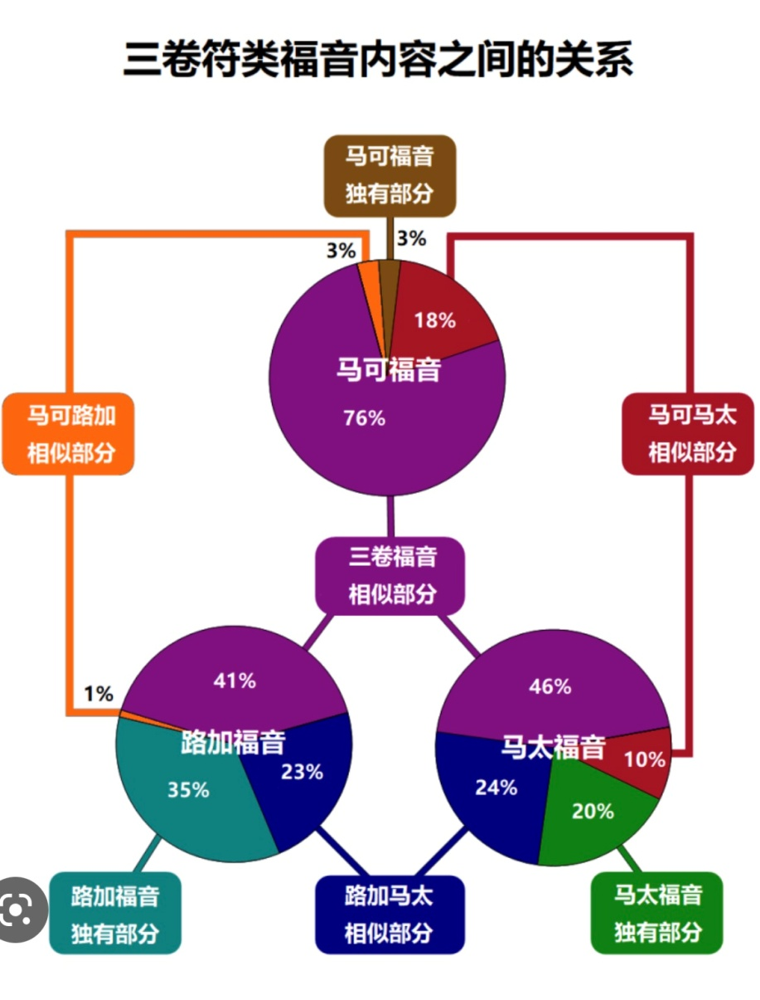 三卷符类福音内容之间的关系
马可福音
独有部分
3%
3%
18%
马可福音
76%
马可路加
相似部分
马可马太
相似部分
三卷福音
相似部分
41%
1%
路加福音
23%
35%
46%
马太福音
10%
24%
20%
路加福音
独有部分
路加马太
相似部分
马太福音
独有部分